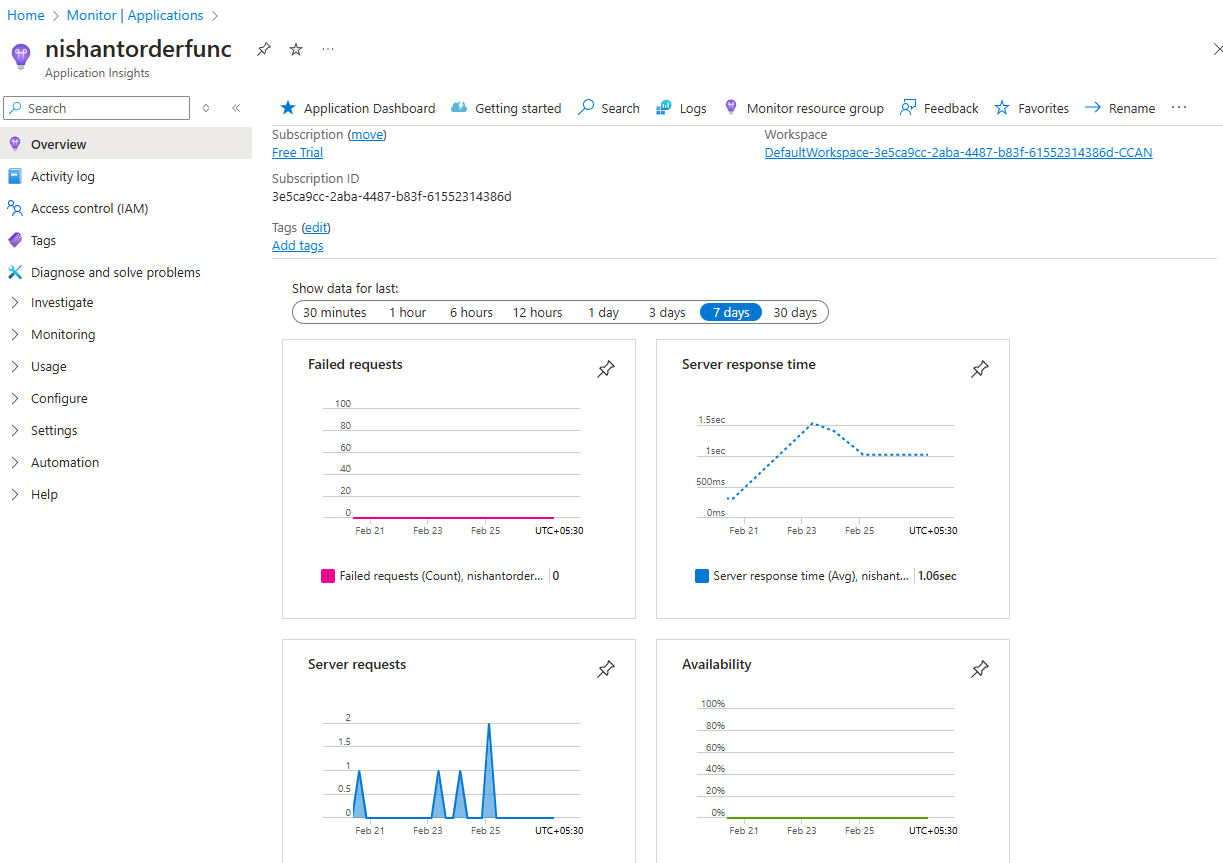 Home > Monitor | Applications >
nishantorderfunc
Application Insights
Search
Application Dashboard Getting started Search Logs Monitor resource group Feedback Favorites Rename
Overview
Activity log
Access control (IAM)
Tags
Diagnose and solve problems
Investigate
Monitoring
Usage
Configure
Settings
Automation
Help
Subscription (move)
Free Trial
Subscription ID
3e5ca9cc-2aba-4487-b83f-61552314386d
Tags (edit)
Add tags
Workspace
DefaultWorkspace-3e5ca9cc-2aba-4487-b83f-61552314386d-CCAN
Show data for last:
30 minutes 1 hour 6 hours 12 hours 1 day 3 days 7 days 30 days
Failed requests
100
80
60
40
20
0
Feb 21 Feb 23 Feb 25 UTC+05:30
Failed requests (Count), nishantorder... 0
Server response time
1.5sec
1sec
500ms
0ms
Feb 21 Feb 23 Feb 25 UTC+05:30
Server response time (Avg), nishant... 1.06sec
Server requests
2
1.5
1
0.5
0
Feb 21 Feb 23 Feb 25 UTC+05:30
Availability
100%
80%
60%
40%
20%
0%
Feb 21 Feb 23 Feb 25 UTC+05:30